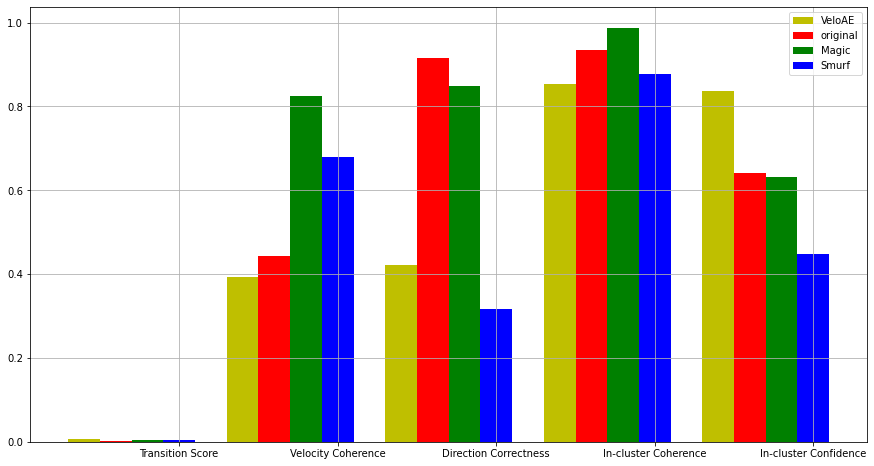 1.0
0.8
0.6
0.4
0.2
0.0
VeloAE
original
Magic
Smurf
Transition Score
Velocity Coherence
Direction Correctness
In-cluster Coherence
In-cluster Confidence